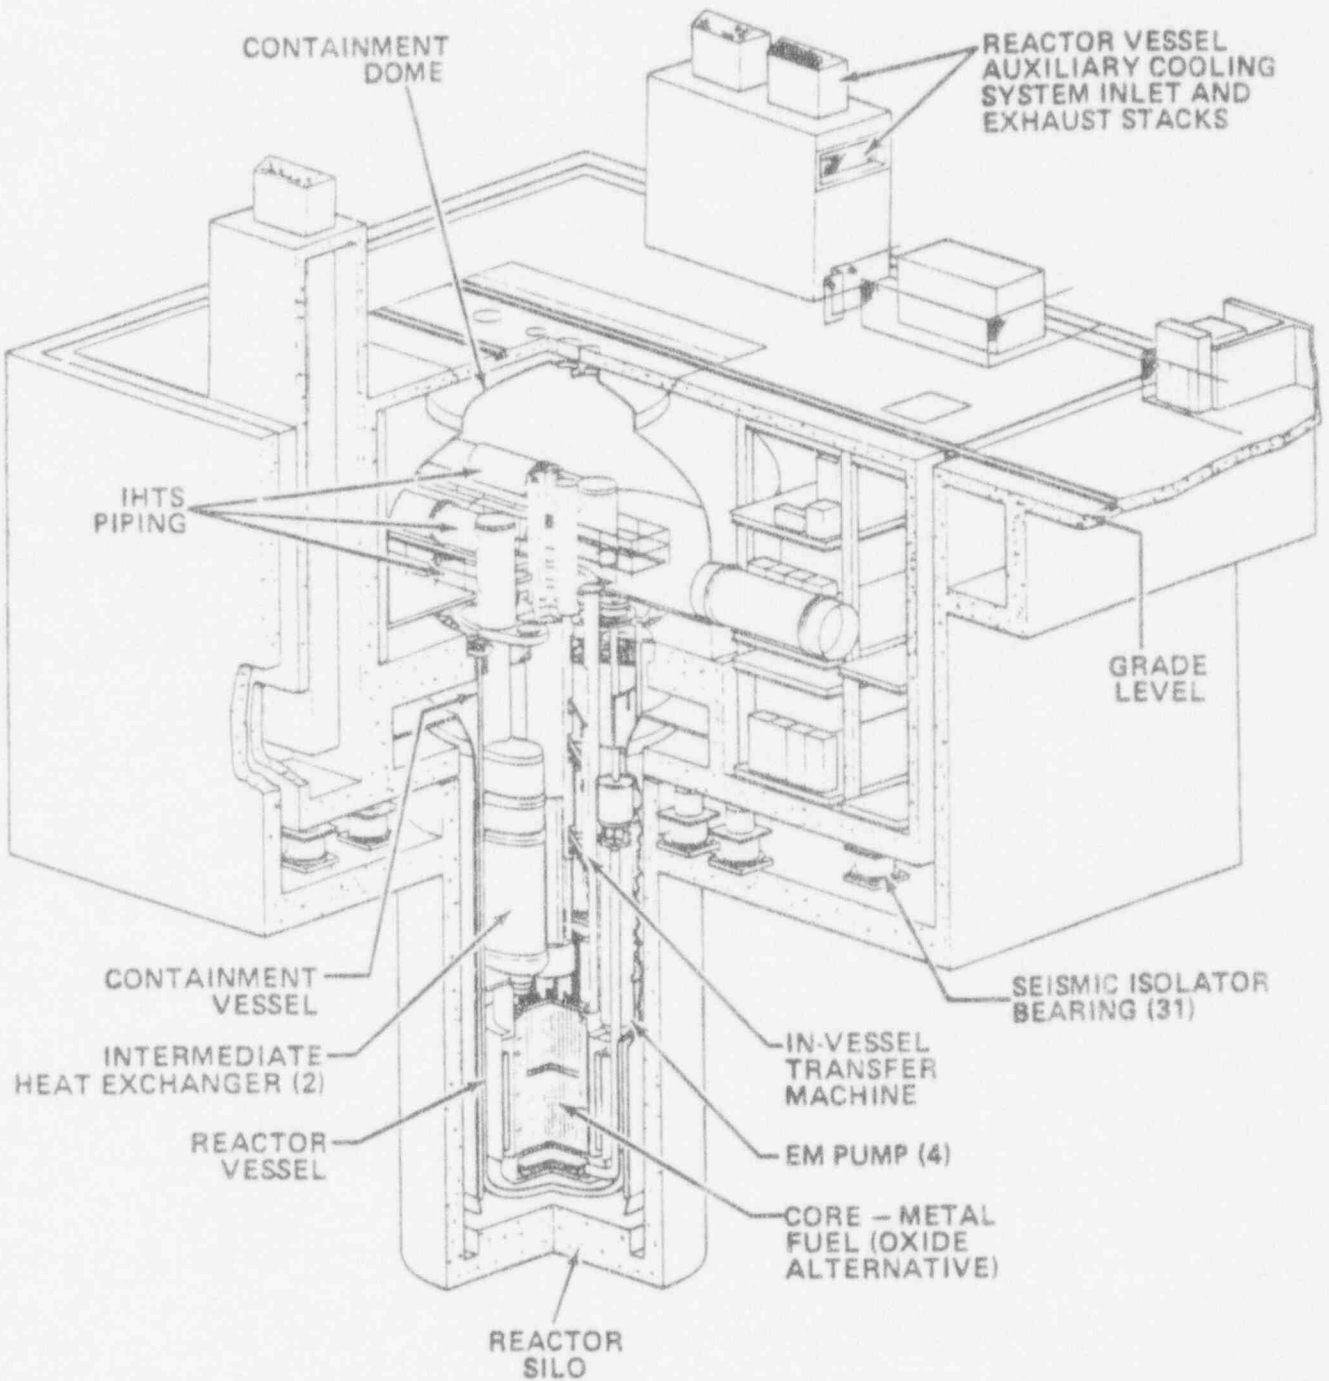 CONTAINMENT
DOME
REACTOR VESSEL
AUXILIARY COOLING
SYSTEM INLET AND
EXHAUST STACKS
IHTS
PIPING
GRADE
LEVEL
CONTAINMENT
VESSEL
SEISMIC ISOLATOR
BEARING (31)
INTERMEDIATE
HEAT EXCHANGER (2)
IN-VESSEL
TRANSFER
MACHINE
REACTOR
VESSEL
EM PUMP (4)
CORE – METAL
FUEL (OXIDE
ALTERNATIVE)
REACTOR
SILO